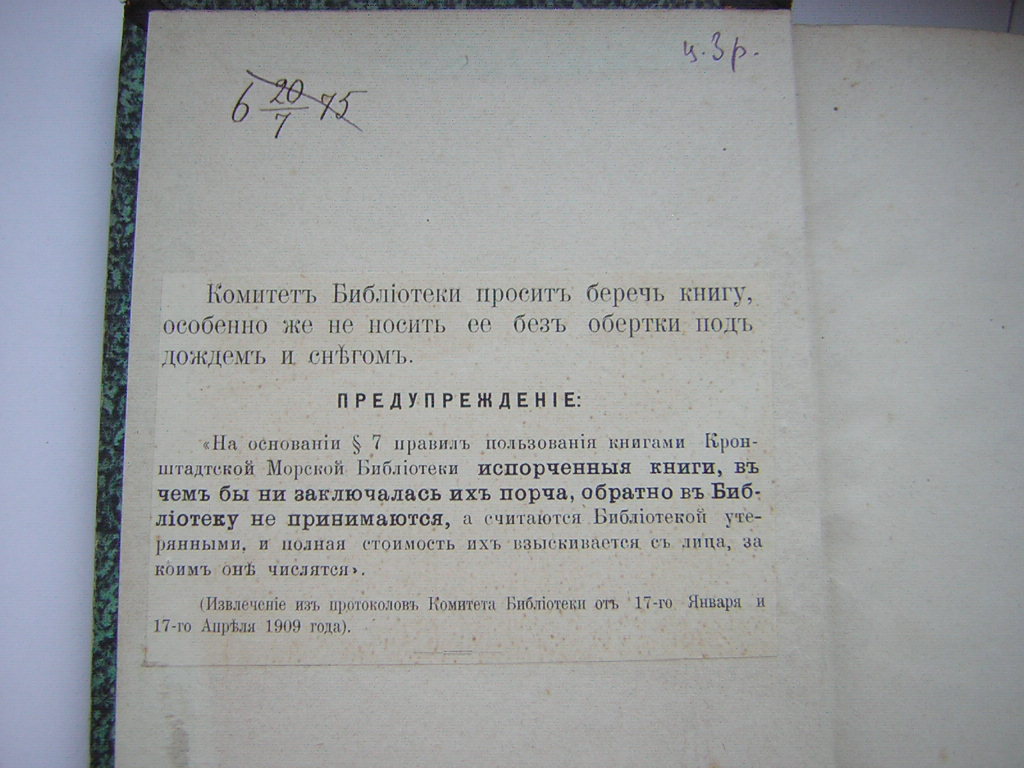 ц. 3 р.
6 20/7 75
Комитетъ Библіотеки проситъ беречь книгу,
особенно же не носить ее безъ обертки подъ
дождемъ и снѣгомъ.
ПРЕДУПРЕЖДЕНІЕ:
«На основаніи § 7 правилъ пользованія книгами Крон-
штадтской Морской Библіотеки испорченныя книги, въ
чемъ бы ни заключалась ихъ порча, обратно въ Биб-
ліотеку не принимаются, а считаются Библіотекой уте-
рянными, и полная стоимость ихъ взыскивается съ лица, за
коимъ онѣ числятся».
(Извлеченіе изъ протоколовъ Комитета Библіотеки отъ 17-го Января и
17-го Апрѣля 1909 года).